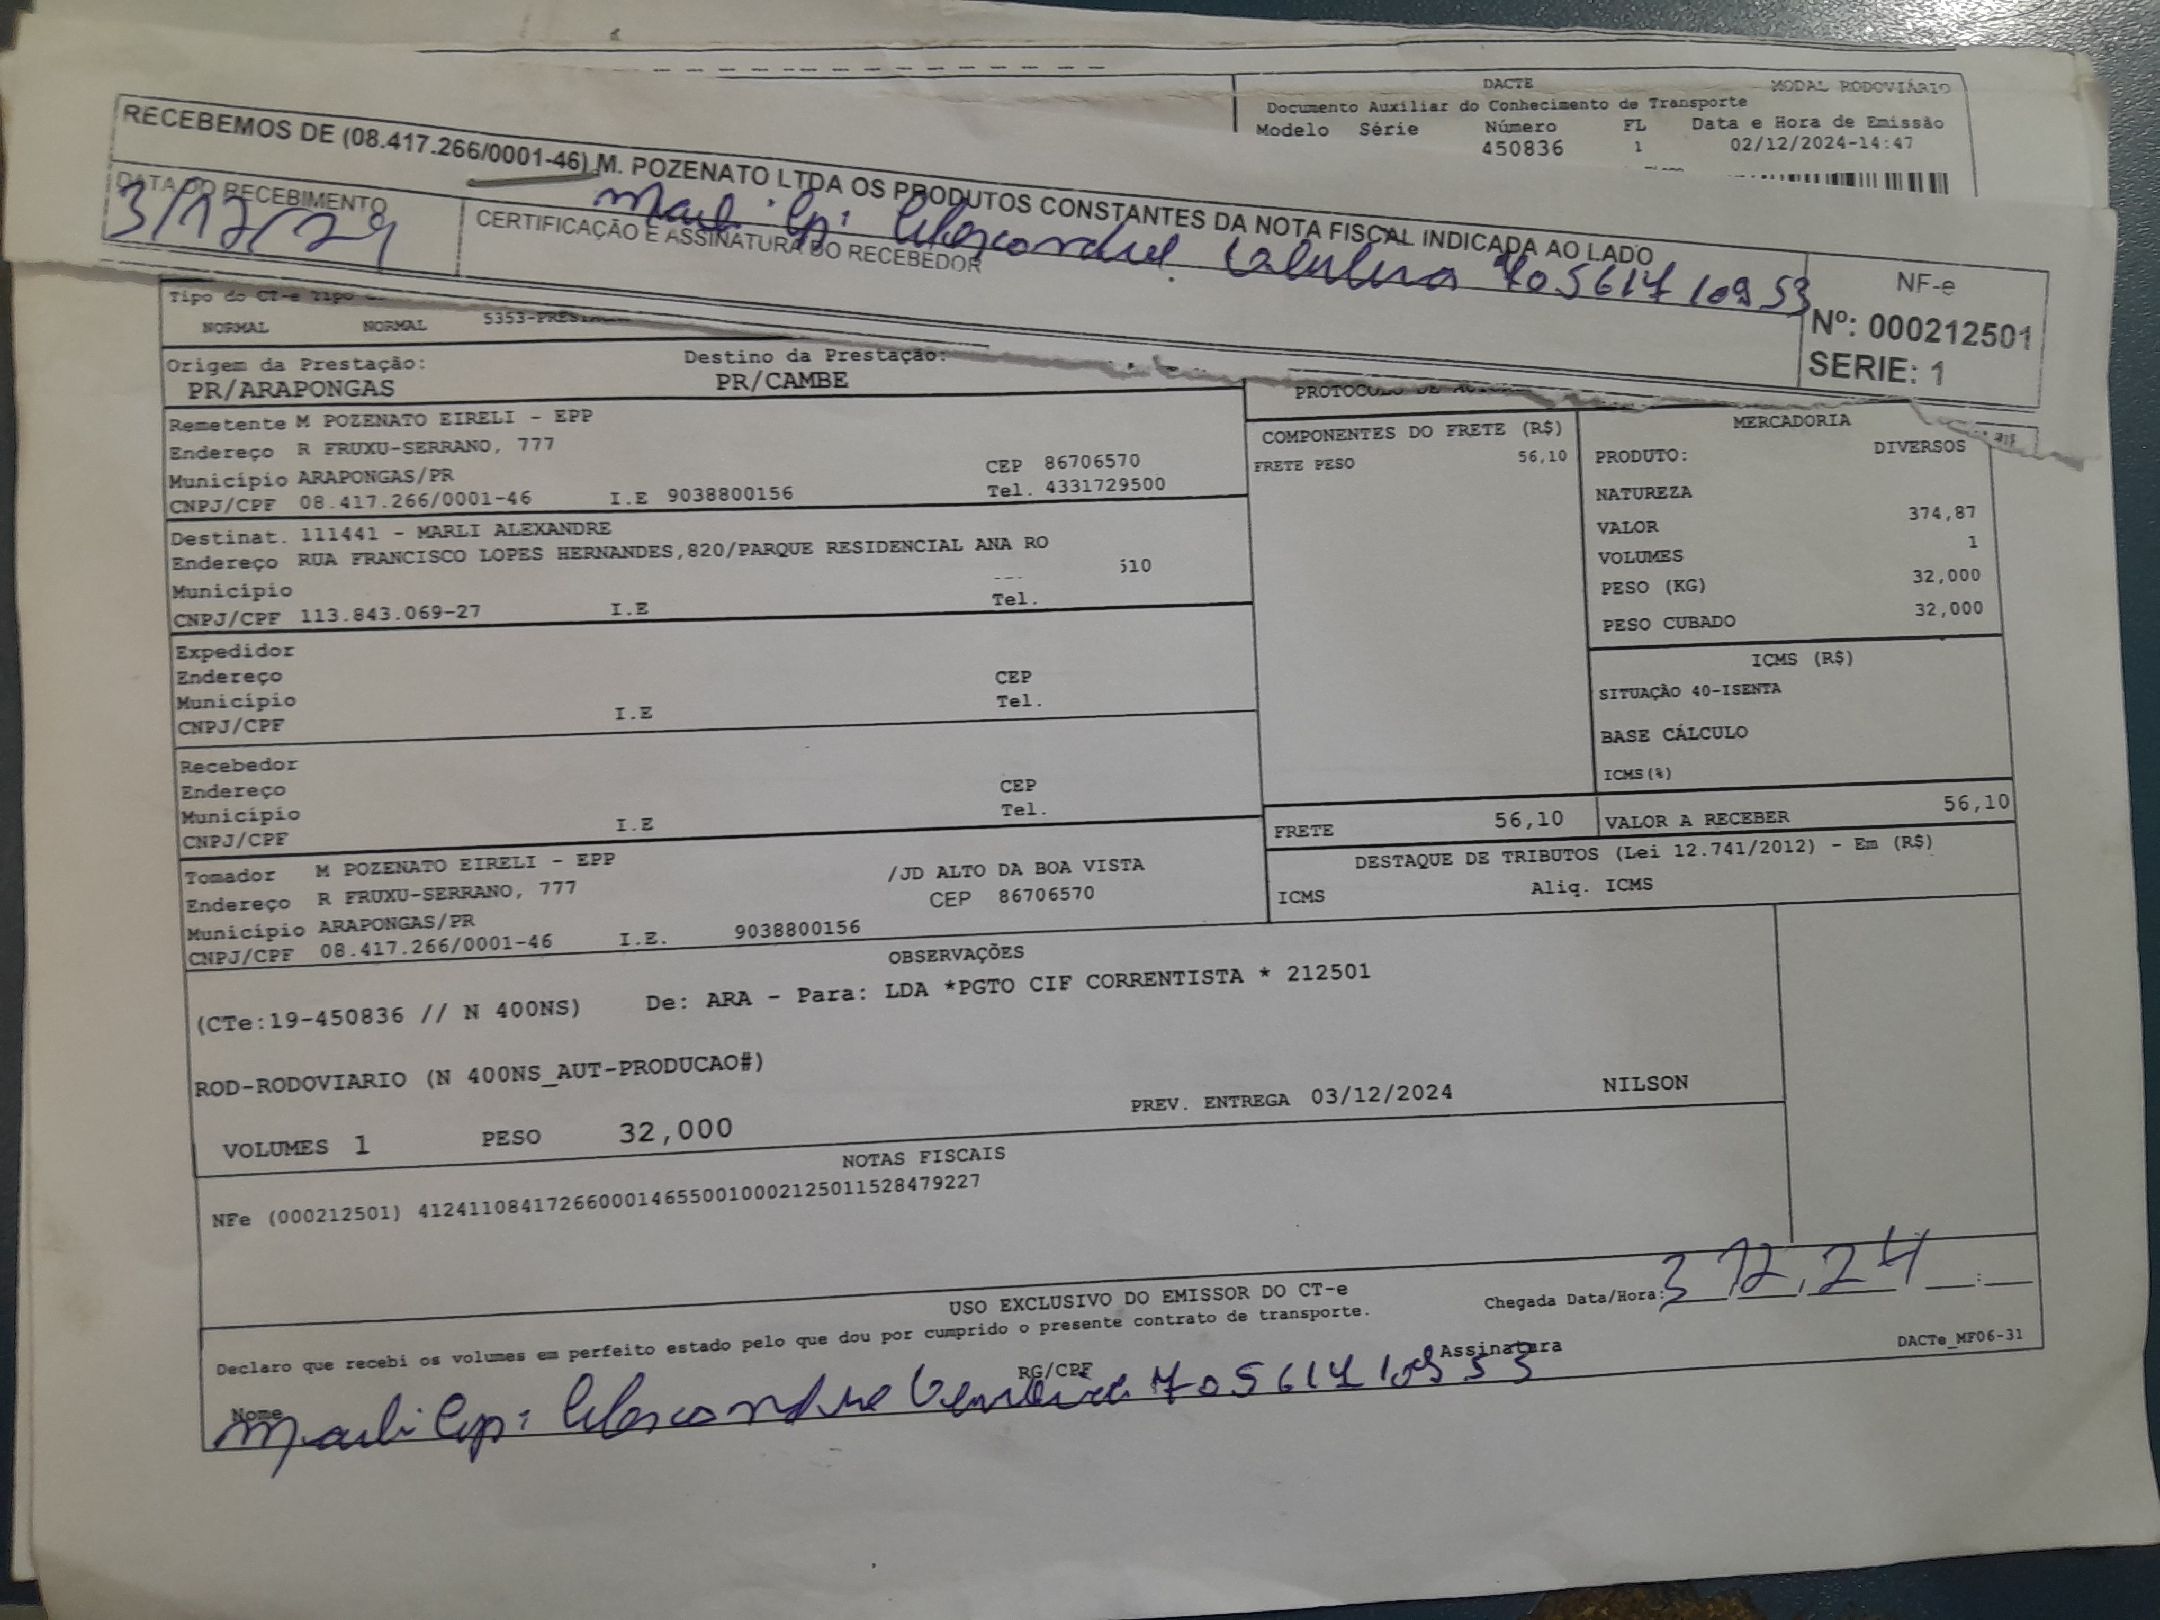 DACTE
MODAL RODOVIÁRIO
Documento Auxiliar do Conhecimento de Transporte
Modelo Série Número FL Data e Hora de Emissão
450836 1 02/12/2024-14:47
RECEBEMOS DE (08.417.266/0001-46) M. POZENATO LTDA OS PRODUTOS CONSTANTES DA NOTA FISCAL INDICADA AO LADO
DATA DO RECEBIMENTO
3/12/24
CERTIFICAÇÃO E ASSINATURA DO RECEBEDOR
NF-e
Nº: 000212501
SERIE: 1
Tipo do CT-e Tipo
NORMAL NORMAL
Origem da Prestação: Destino da Prestação:
PR/ARAPONGAS PR/CAMBE
Remetente M POZENATO EIRELI - EPP
Endereço R FRUXU-SERRANO, 777
Município ARAPONGAS/PR CEP 86706570
CNPJ/CPF 08.417.266/0001-46 I.E 9038800156 Tel. 4331729500
Destinat. 111441 - MARLI ALEXANDRE
Endereço RUA FRANCISCO LOPES HERNANDES,820/PARQUE RESIDENCIAL ANA RO
Município 510
CNPJ/CPF 113.843.069-27 I.E Tel.
Expedidor
Endereço CEP
Município Tel.
CNPJ/CPF I.E
Recebedor
Endereço CEP
Município Tel.
CNPJ/CPF I.E
Tomador M POZENATO EIRELI - EPP /JD ALTO DA BOA VISTA
Endereço R FRUXU-SERRANO, 777 CEP 86706570
Município ARAPONGAS/PR
CNPJ/CPF 08.417.266/0001-46 I.E. 9038800156
COMPONENTES DO FRETE (R$)
FRETE PESO 56,10
MERCADORIA
PRODUTO: DIVERSOS
NATUREZA
VALOR 374,87
VOLUMES 1
PESO (KG) 32,000
PESO CUBADO 32,000
ICMS (R$)
SITUAÇÃO 40-ISENTA
BASE CÁLCULO
ICMS(%)
FRETE 56,10 VALOR A RECEBER 56,10
DESTAQUE DE TRIBUTOS (Lei 12.741/2012) - Em (R$)
ICMS Aliq. ICMS
OBSERVAÇÕES
(CTe:19-450836 // N 400NS) De: ARA - Para: LDA *PGTO CIF CORRENTISTA * 212501
ROD-RODOVIARIO (N 400NS_AUT-PRODUCAO#)
VOLUMES 1 PESO 32,000 PREV. ENTREGA 03/12/2024 NILSON
NOTAS FISCAIS
NFe (000212501) 41241108417266000146550010002125011528479227
USO EXCLUSIVO DO EMISSOR DO CT-e
Chegada Data/Hora: 3 12, 24
Declaro que recebi os volumes em perfeito estado pelo que dou por cumprido o presente contrato de transporte.
Nome RG/CPF Assinatura
DACTe_MF06-31